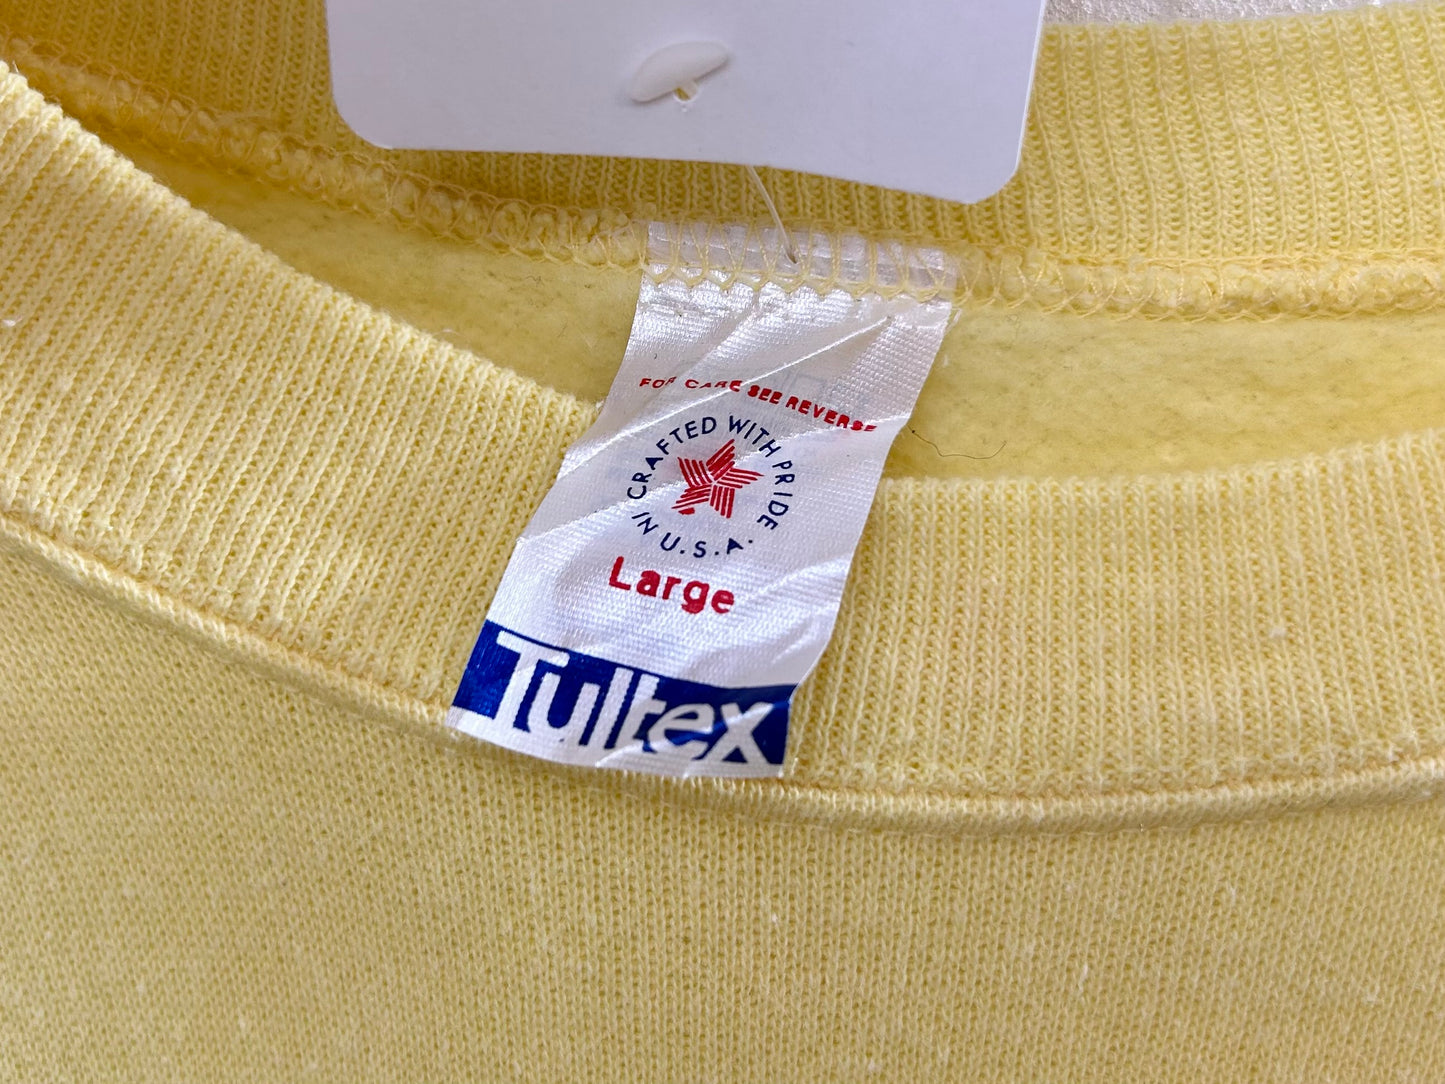 FOR CARE SEE REVERSE
CRAFTED WITH PRIDE
IN U.S.A.
Large
Tultex